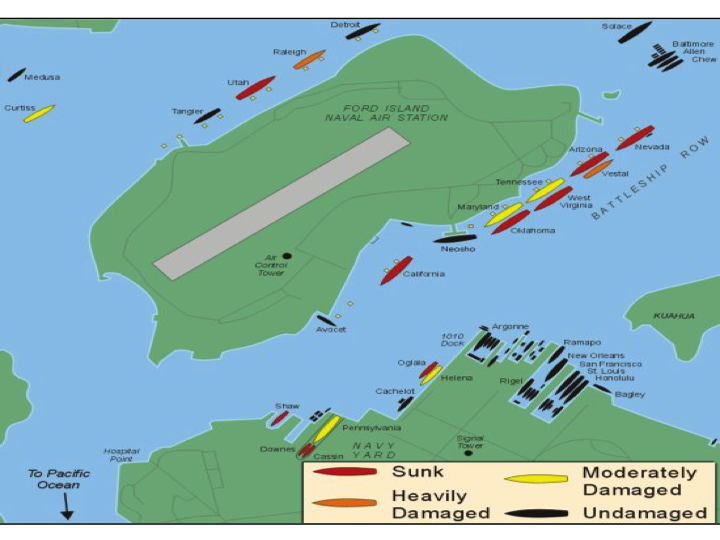 Detroit
Solace
Baltimore
Allen
Chew
Raleigh
Medusa
Utah
Curtiss
Tangier
FORD ISLAND
NAVAL AIR STATION
Arizona
Nevada
Vestal
Tennessee
West
Virginia
BATTLESHIP ROW
Maryland
Oklahoma
Neosho
Air
Control
Tower
California
Avocet
KUAHUA
1010
Dock
Argonne
Ramapo
New Orleans
San Francisco
St. Louis
Honolulu
Oglala
Helena
Rigel
Cachelot
Bagley
Shaw
Pennsylvania
Downes
Cassin
NAVY
YARD
Signal
Tower
Hospital
Point
To Pacific
Ocean
Sunk
Moderately
Damaged
Heavily
Damaged
Undamaged